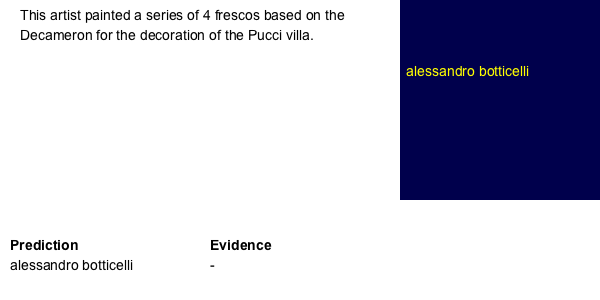 This artist painted a series of 4 frescos based on the
Decameron for the decoration of the Pucci villa.
alessandro botticelli
Prediction Evidence
alessandro botticelli -